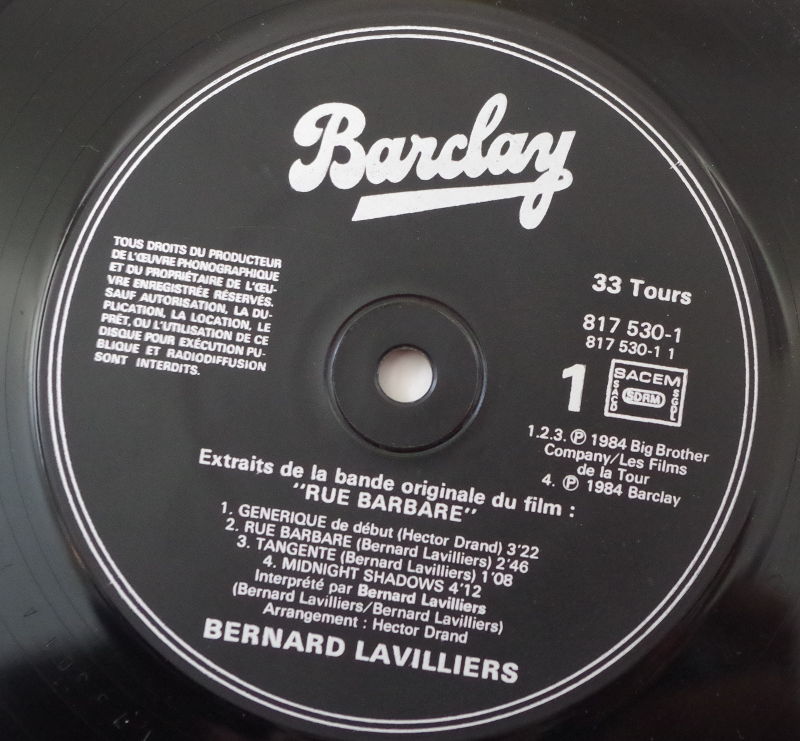 Barclay
TOUS DROITS DU PRODUCTEUR
DE L'ŒUVRE PHONOGRAPHIQUE
ET DU PROPRIÉTAIRE DE L'ŒU-
VRE ENREGISTRÉE RÉSERVÉS.
SAUF AUTORISATION, LA DU-
PLICATION, LA LOCATION, LE
PRÊT, OU L'UTILISATION DE CE
DISQUE POUR EXÉCUTION PU-
BLIQUE ET RADIODIFFUSION
SONT INTERDITS.
33 Tours
817 530-1
817 530-1 1
1
SACEM
SACD
SDRM
SGDL
1.2.3. ℗ 1984 Big Brother
Company/Les Films
de la Tour
4. ℗ 1984 Barclay
Extraits de la bande originale du film :
"RUE BARBARE"
1. GENERIQUE de début (Hector Drand) 3'22
2. RUE BARBARE (Bernard Lavilliers) 2'46
3. TANGENTE (Bernard Lavilliers) 1'08
4. MIDNIGHT SHADOWS 4'12
Interprété par Bernard Lavilliers
(Bernard Lavilliers/Bernard Lavilliers)
Arrangement : Hector Drand
BERNARD LAVILLIERS